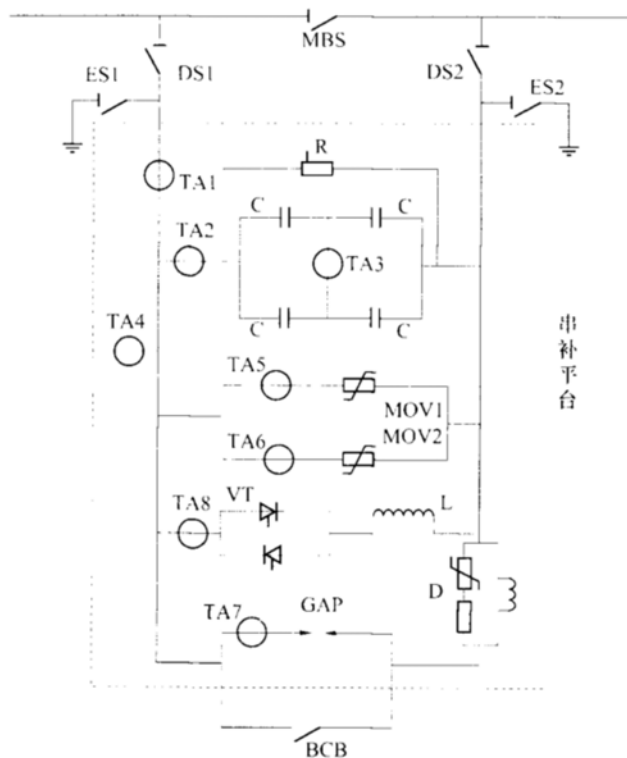 MBS
ES1
DS1
DS2
ES2
R
TA1
C
C
TA2
TA3
C
C
TA4
TA5
MOV1
MOV2
TA6
VT
L
TA8
D
TA7
GAP
BCB
串补平台